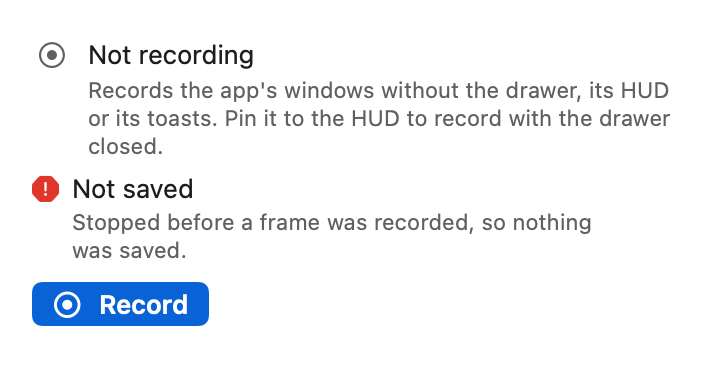 Not recording
Records the app's windows without the drawer, its HUD
or its toasts. Pin it to the HUD to record with the drawer
closed.
Not saved
Stopped before a frame was recorded, so nothing
was saved.
Record